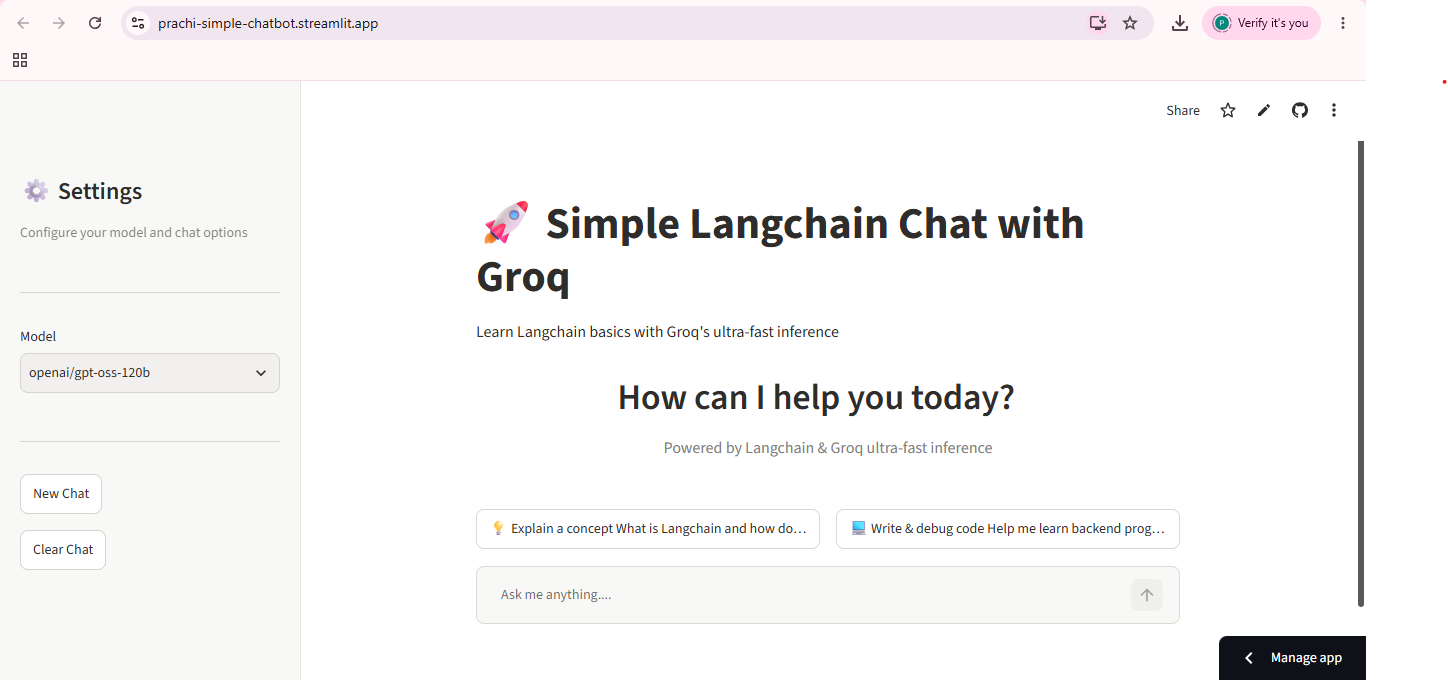 prachi-simple-chatbot.streamlit.app
P
Verify it's you
Share
Settings
Configure your model and chat options
Model
openai/gpt-oss-120b
New Chat
Clear Chat
Simple Langchain Chat with
Groq
Learn Langchain basics with Groq's ultra-fast inference
How can I help you today?
Powered by Langchain & Groq ultra-fast inference
Explain a concept What is Langchain and how do...
Write & debug code Help me learn backend prog...
Ask me anything....
Manage app